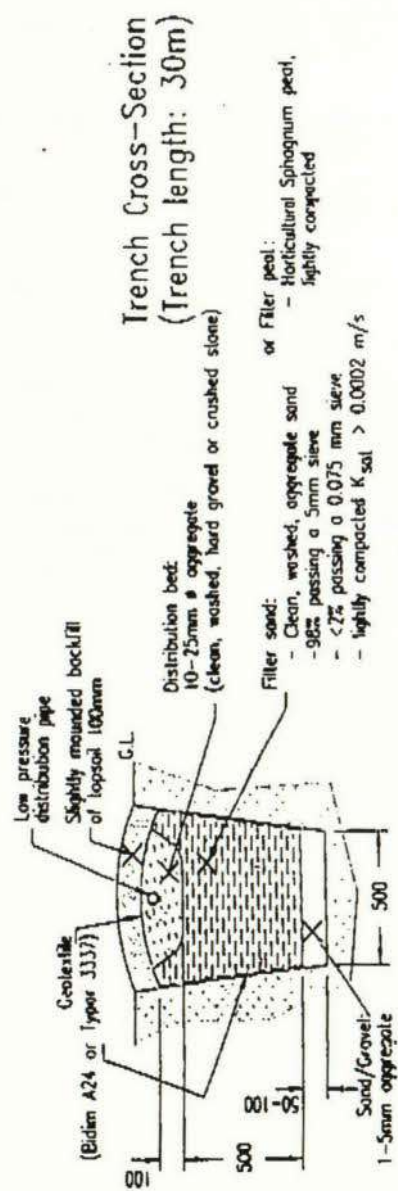 Trench Cross-Section
(Trench length: 30m)
Low pressure
distribution pipe
Slightly mounded backfill
of topsoil 100mm
G.L.
Geotextile
(Bidim A24 or Typar 3337)
Distribution bed:
10-25mm ø aggregate
(clean, washed, hard gravel or crushed stone)
Filter sand:
- Clean, washed, aggregate sand
- 98% passing a 5mm sieve
- <2% passing a 0.075 mm sieve
- lightly compacted Ksat > 0.0002 m/s
or Filter peat:
- Horticultural Sphagnum peat,
lightly compacted
100
500
50-100
500
Sand/Gravel:
1-5mm aggregate